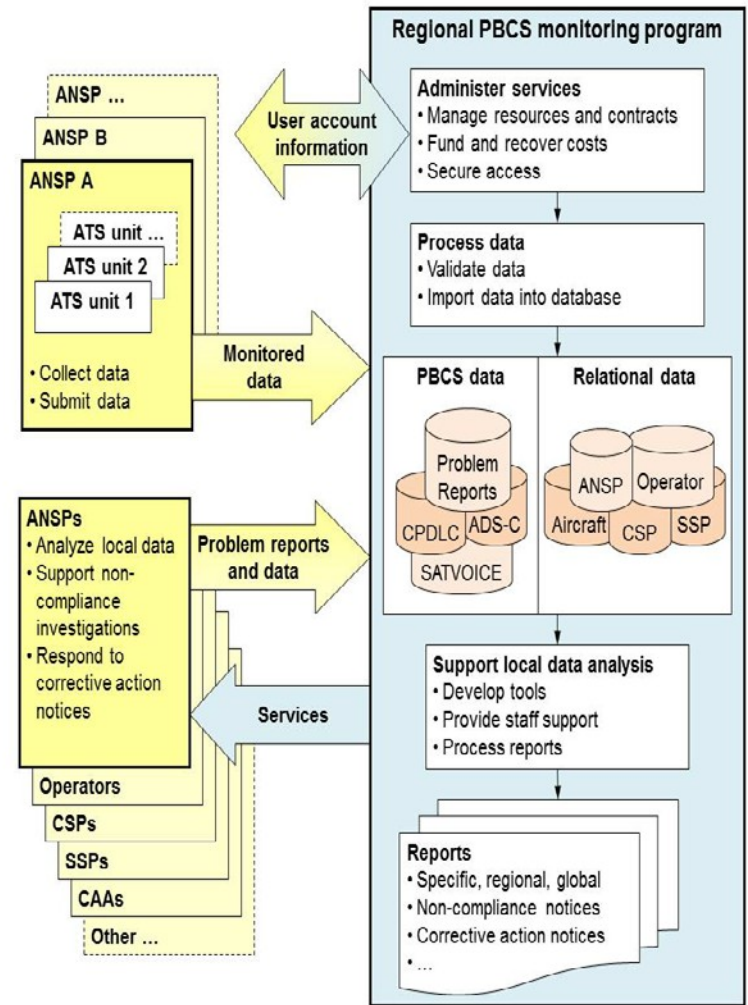 Regional PBCS monitoring program
ANSP …
ANSP B
ANSP A
ATS unit …
ATS unit 2
ATS unit 1
• Collect data
• Submit data
User account
information
Administer services
• Manage resources and contracts
• Fund and recover costs
• Secure access
Process data
• Validate data
• Import data into database
Monitored
data
PBCS data
Problem
Reports
CPDLC
ADS-C
SATVOICE
Relational data
ANSP
Operator
Aircraft
CSP
SSP
ANSPs
• Analyze local data
• Support non-
compliance
investigations
• Respond to
corrective action
notices
Problem reports
and data
Services
Operators
CSPs
SSPs
CAAs
Other …
Support local data analysis
• Develop tools
• Provide staff support
• Process reports
Reports
• Specific, regional, global
• Non-compliance notices
• Corrective action notices
• …